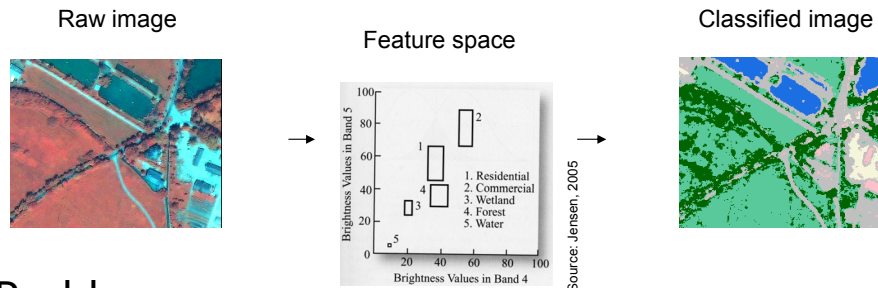 Raw image
Feature space
Classified image
100
80
60
40
20
0
20 40 60 80 100
Brightness Values in Band 5
Brightness Values in Band 4
1
2
3
4
5
1. Residential
2. Commercial
3. Wetland
4. Forest
5. Water
Source: Jensen, 2005